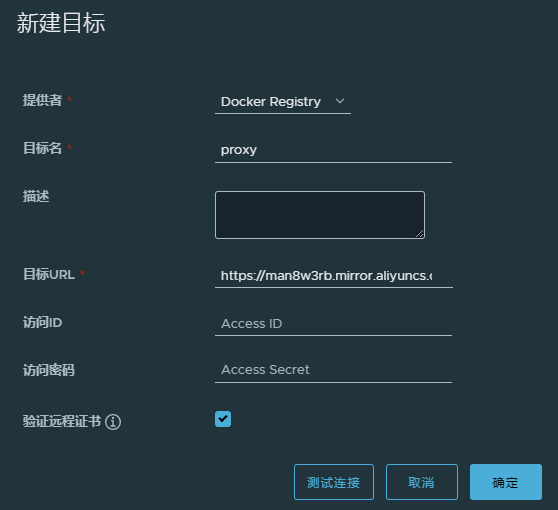 新建目标
提供者 * Docker Registry
目标名 * proxy
描述
目标URL * https://man8w3rb.mirror.aliyuncs.c
访问ID Access ID
访问密码 Access Secret
验证远程证书
测试连接 取消 确定